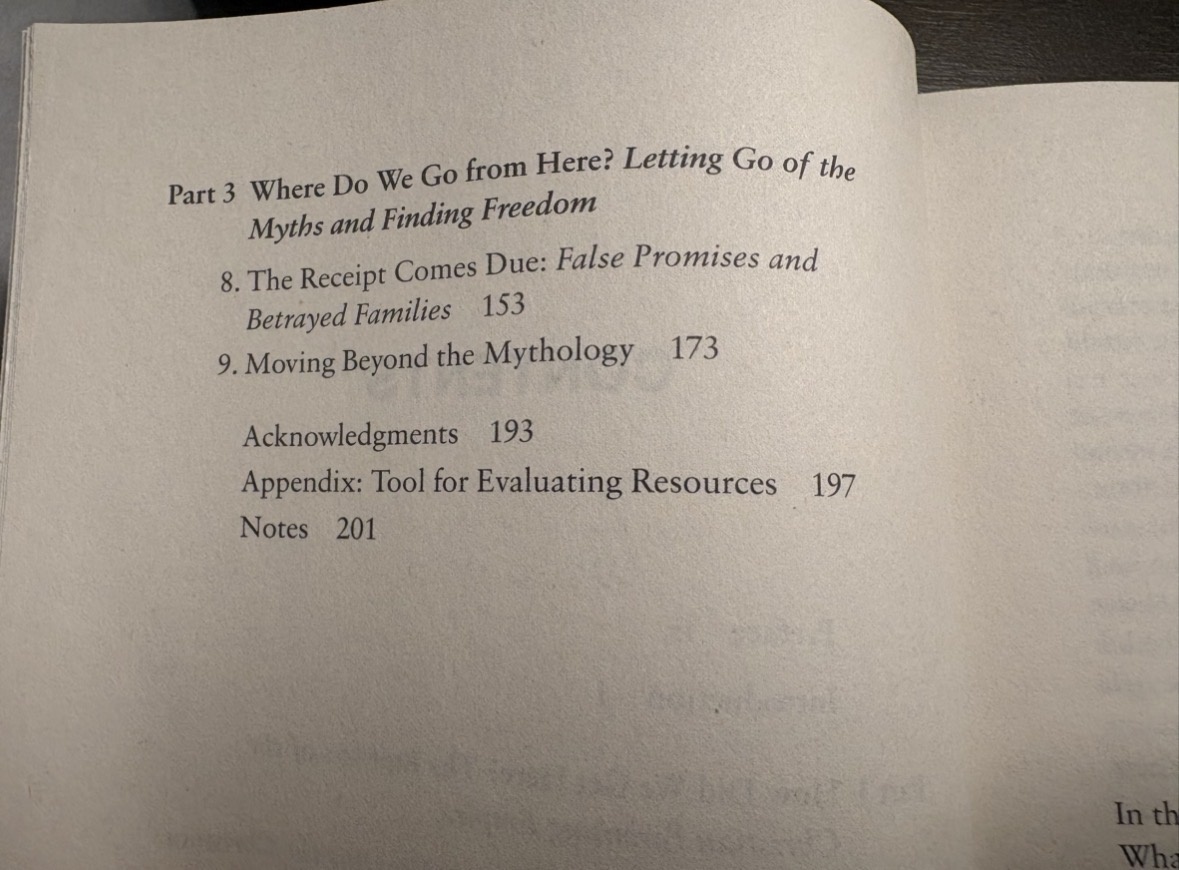 Part 3 Where Do We Go from Here? Letting Go of the
Myths and Finding Freedom
8. The Receipt Comes Due: False Promises and
Betrayed Families 153
9. Moving Beyond the Mythology 173
Acknowledgments 193
Appendix: Tool for Evaluating Resources 197
Notes 201
In th
Wha